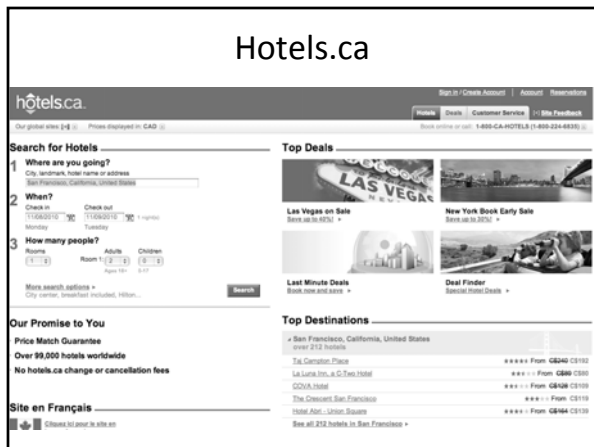 Hotels.ca
Sign in / Create Account | Account Reservations
hôtels.ca
Hotels Deals Customer Service [+] Site Feedback
Our global sites: [+] Prices displayed in: CAD
Book online or call: 1-800-CA-HOTELS (1-800-224-6835)
Search for Hotels
1 Where are you going?
City, landmark, hotel name or address
San Francisco, California, United States
2 When?
Check in Check out
11/08/2010 11/09/2010 1 night(s)
Monday Tuesday
3 How many people?
Rooms Adults Children
1 Room 1: 2 0
Ages 18+ 0-17
More search options »
City center, breakfast included, Hilton...
Search
Our Promise to You
Price Match Guarantee
Over 99,000 hotels worldwide
No hotels.ca change or cancellation fees
Site en Français
Cliquez ici pour le site en
Top Deals
WELCOME
LAS VEGAS
NEV
Las Vegas on Sale
Save up to 40%! »
New York Book Early Sale
Save up to 30%! »
Last Minute Deals
Book now and save »
Deal Finder
Special Hotel Deals »
Top Destinations
San Francisco, California, United States
over 212 hotels
Taj Campton Place From C$240 C$192
La Luna Inn, a C-Two Hotel From C$89 C$80
COVA Hotel From C$128 C$109
The Crescent San Francisco From C$119
Hotel Abri - Union Square From C$164 C$139
See all 212 hotels in San Francisco »